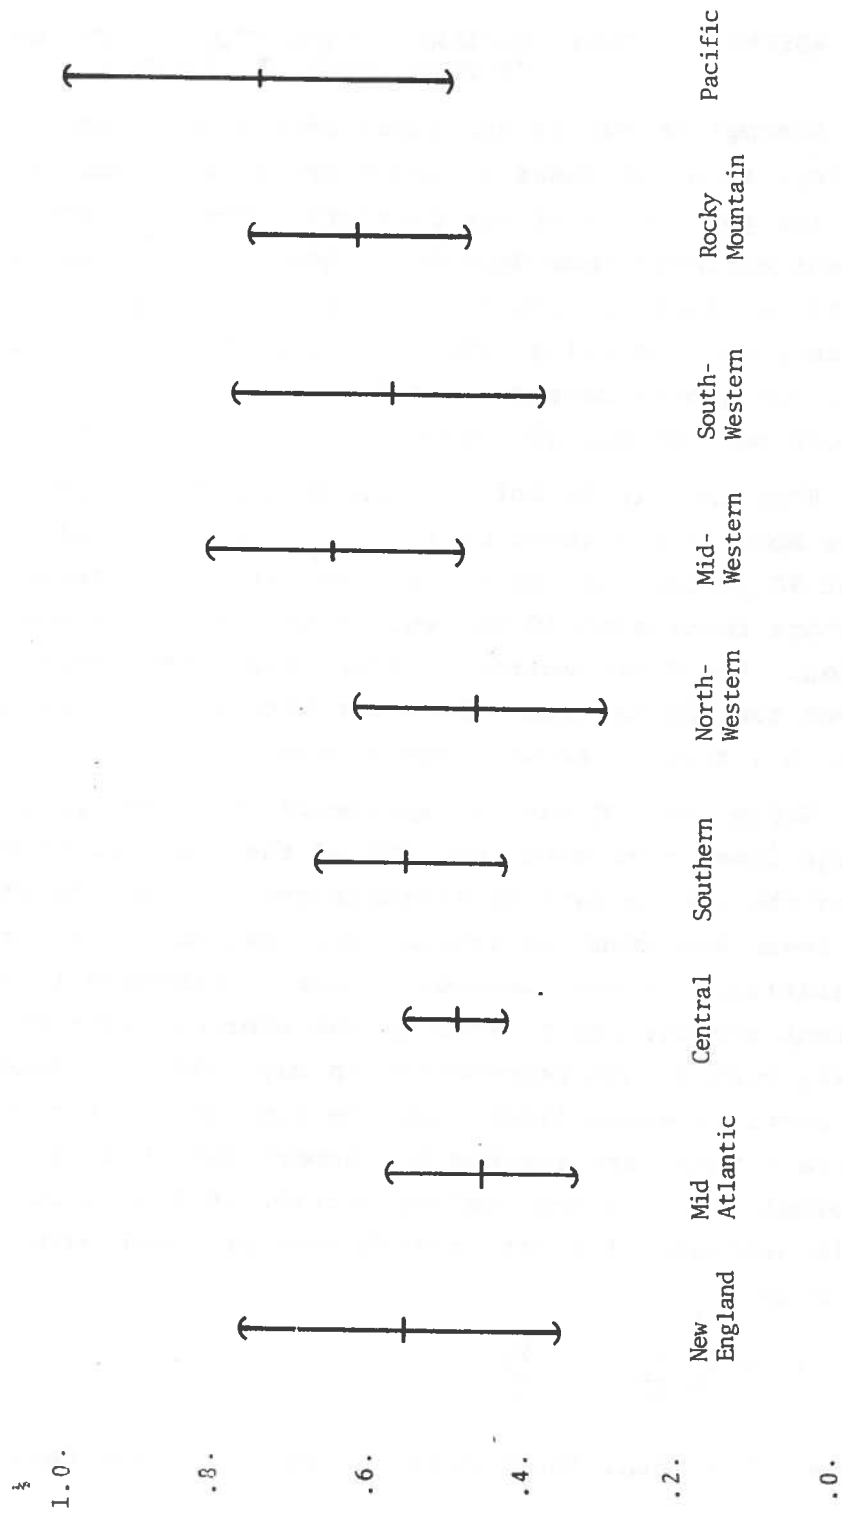 1.0.
.8.
.6.
.4.
.2.
.0.
New
England
Mid
Atlantic
Central
Southern
North-
Western
Mid-
Western
South-
Western
Rocky
Mountain
Pacific